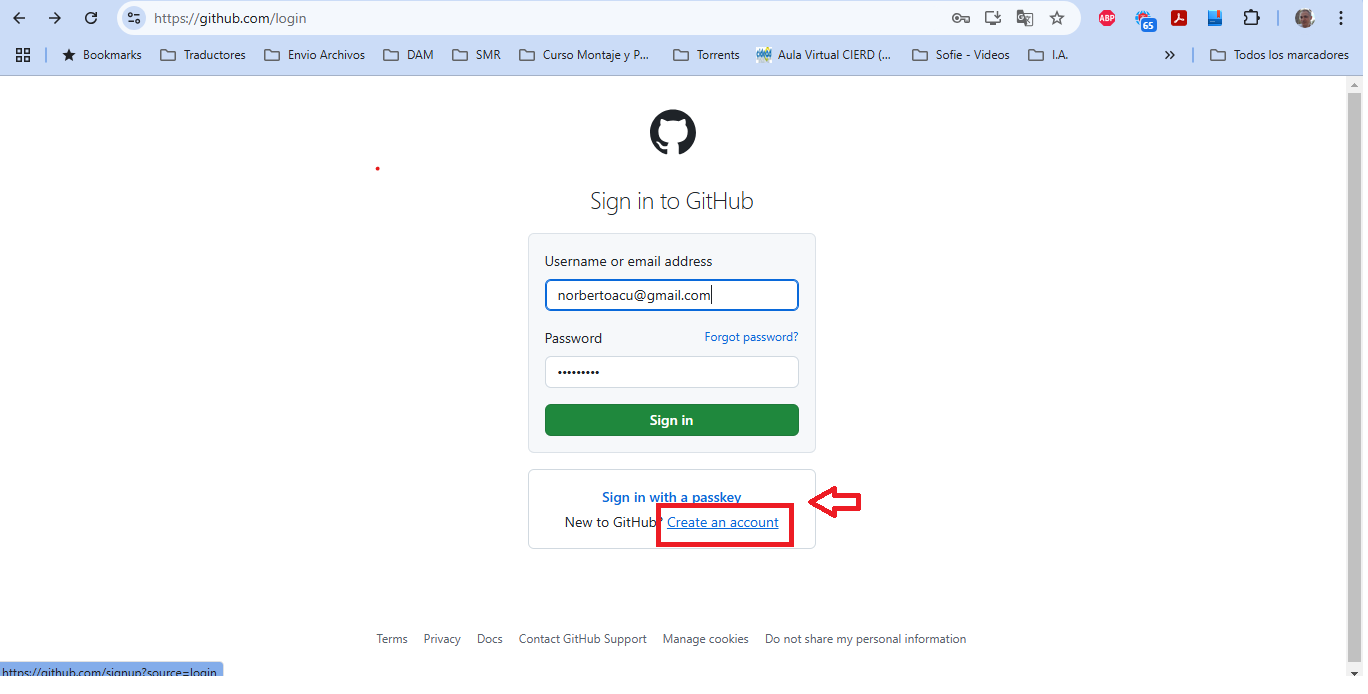 https://github.com/login
ABP
65
Bookmarks Traductores Envio Archivos DAM SMR Curso Montaje y P... Torrents Aula Virtual CIERD (... Sofie - Videos I.A. » Todos los marcadores
Sign in to GitHub
Username or email address
norbertoacu@gmail.com
Password Forgot password?
•••••••••
Sign in
Sign in with a passkey
New to GitHub? Create an account
Terms Privacy Docs Contact GitHub Support Manage cookies Do not share my personal information
https://github.com/signup?source=login